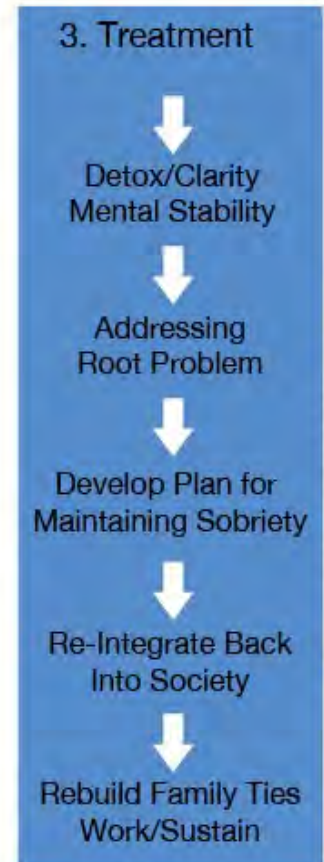 3. Treatment
Detox/Clarity
Mental Stability
Addressing
Root Problem
Develop Plan for
Maintaining Sobriety
Re-Integrate Back
Into Society
Rebuild Family Ties
Work/Sustain